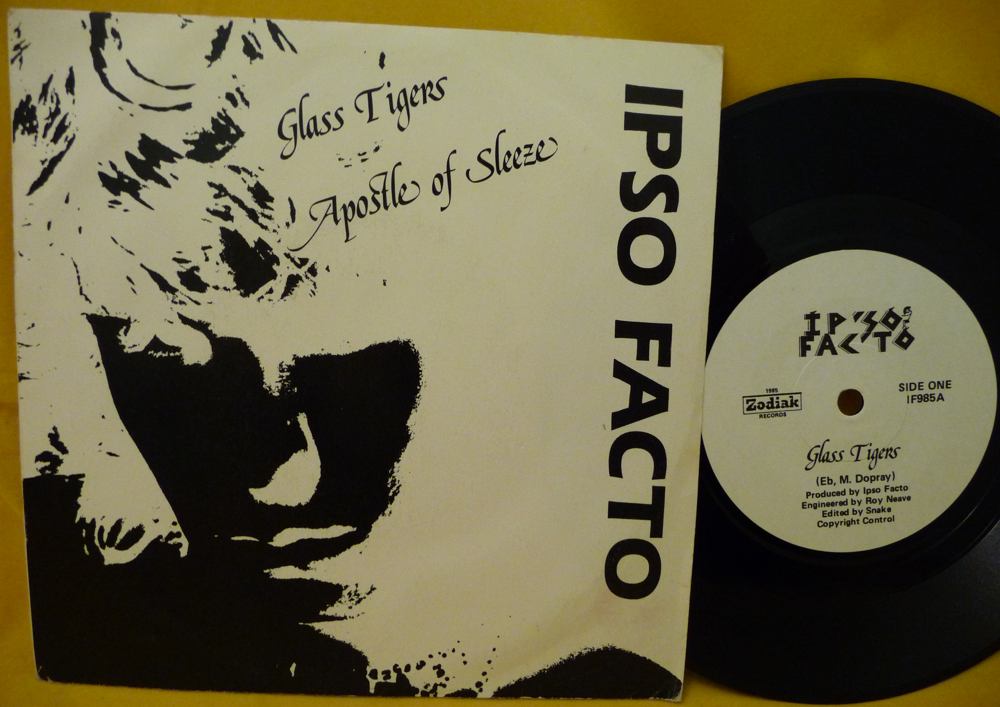 Glass Tigers
Apostle of Sleeze
IPSO FACTO
IPSO
FACTO
1985
Zodiak
RECORDS
SIDE ONE
IF985A
Glass Tigers
(Eb, M. Dopray)
Produced by Ipso Facto
Engineered by Roy Neave
Edited by Snake
Copyright Control